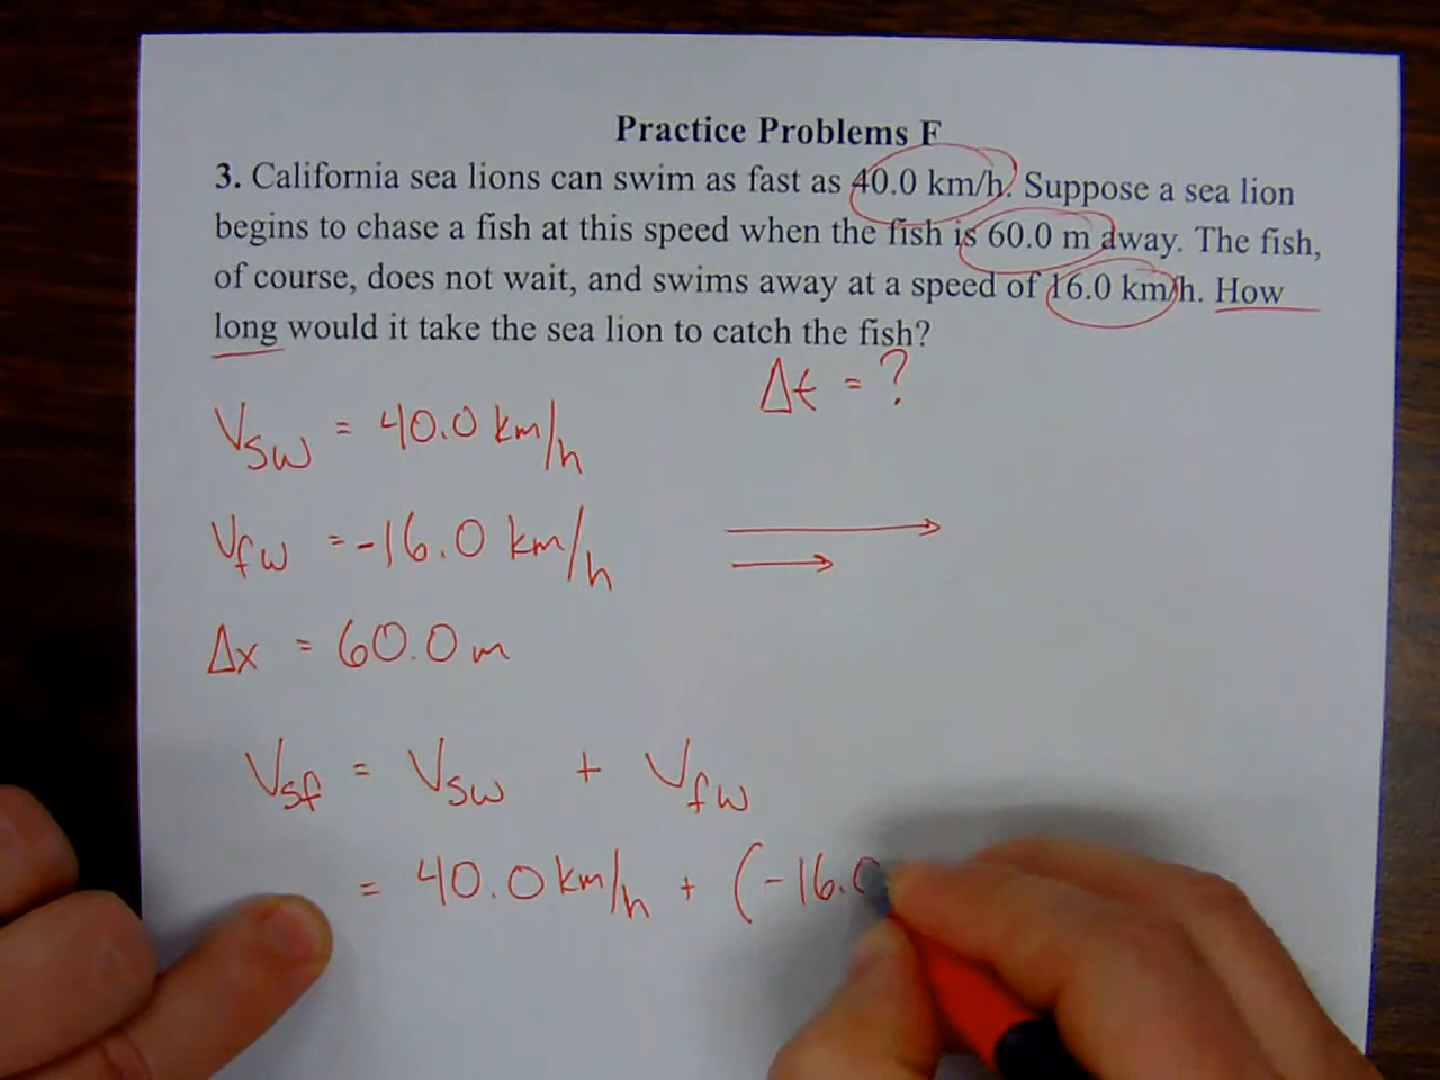 Practice Problems F
3. California sea lions can swim as fast as 40.0 km/h. Suppose a sea lion
begins to chase a fish at this speed when the fish is 60.0 m away. The fish,
of course, does not wait, and swims away at a speed of 16.0 km/h. How
long would it take the sea lion to catch the fish?
Δt = ?
Vsw = 40.0 km/h
Vfw = -16.0 km/h
Δx = 60.0 m
Vsf = Vsw + Vfw
= 40.0 km/h + (-16.0